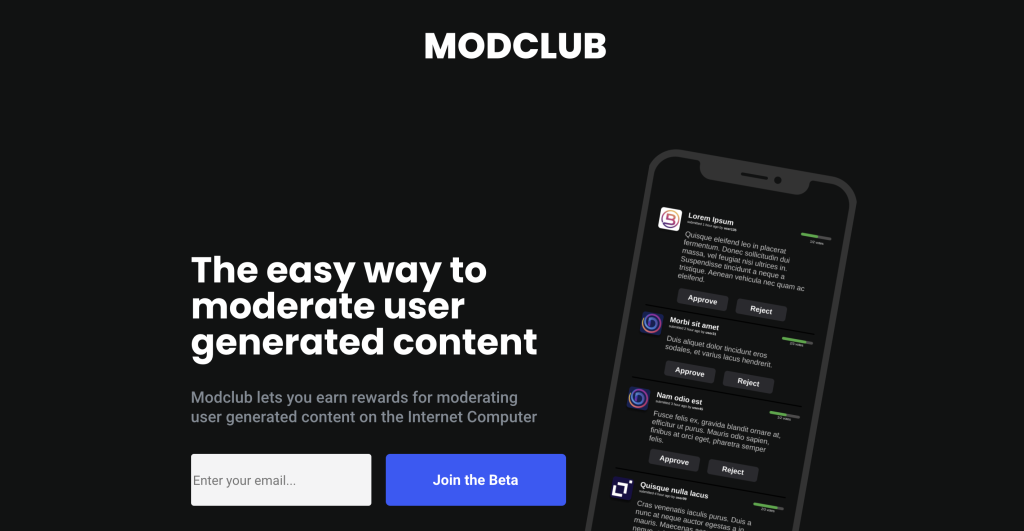 MODCLUB
The easy way to
moderate user
generated content
Modclub lets you earn rewards for moderating
user generated content on the Internet Computer
Enter your email...
Join the Beta
Lorem Ipsum
Quisque eleifend leo in placerat
fermentum. Donec sollicitudin dui
massa, vel feugiat nisi ultrices in.
Suspendisse tincidunt a neque a
tristique. Aenean vehicula nec quam ac
eleifend.
Approve
Reject
Morbi sit amet
Duis aliquet dolor tincidunt eros
sodales, et varius lacus hendrerit.
Approve
Reject
Nam odio est
Fusce felis ex, gravida blandit ornare at,
efficitur ut purus. Mauris odio sapien,
finibus at orci eget, pharetra semper
felis.
Approve
Reject
Quisque nulla lacus
Cras venenatis iaculis purus. Duis a
nunc at neque auctor egestas a in
mauris. Maecenas